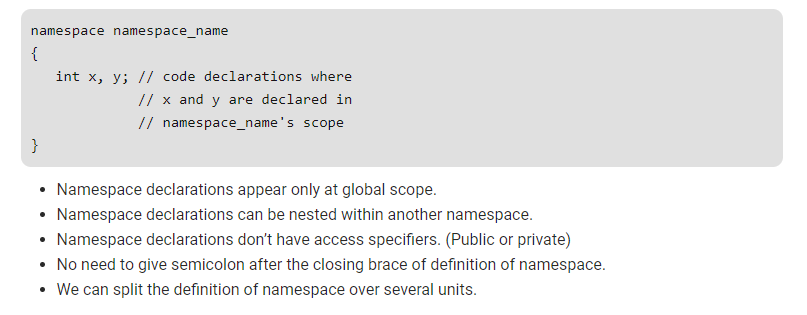 namespace namespace_name
{
   int x, y; // code declarations where
             // x and y are declared in
             // namespace_name's scope
}
• Namespace declarations appear only at global scope.
• Namespace declarations can be nested within another namespace.
• Namespace declarations don’t have access specifiers. (Public or private)
• No need to give semicolon after the closing brace of definition of namespace.
• We can split the definition of namespace over several units.